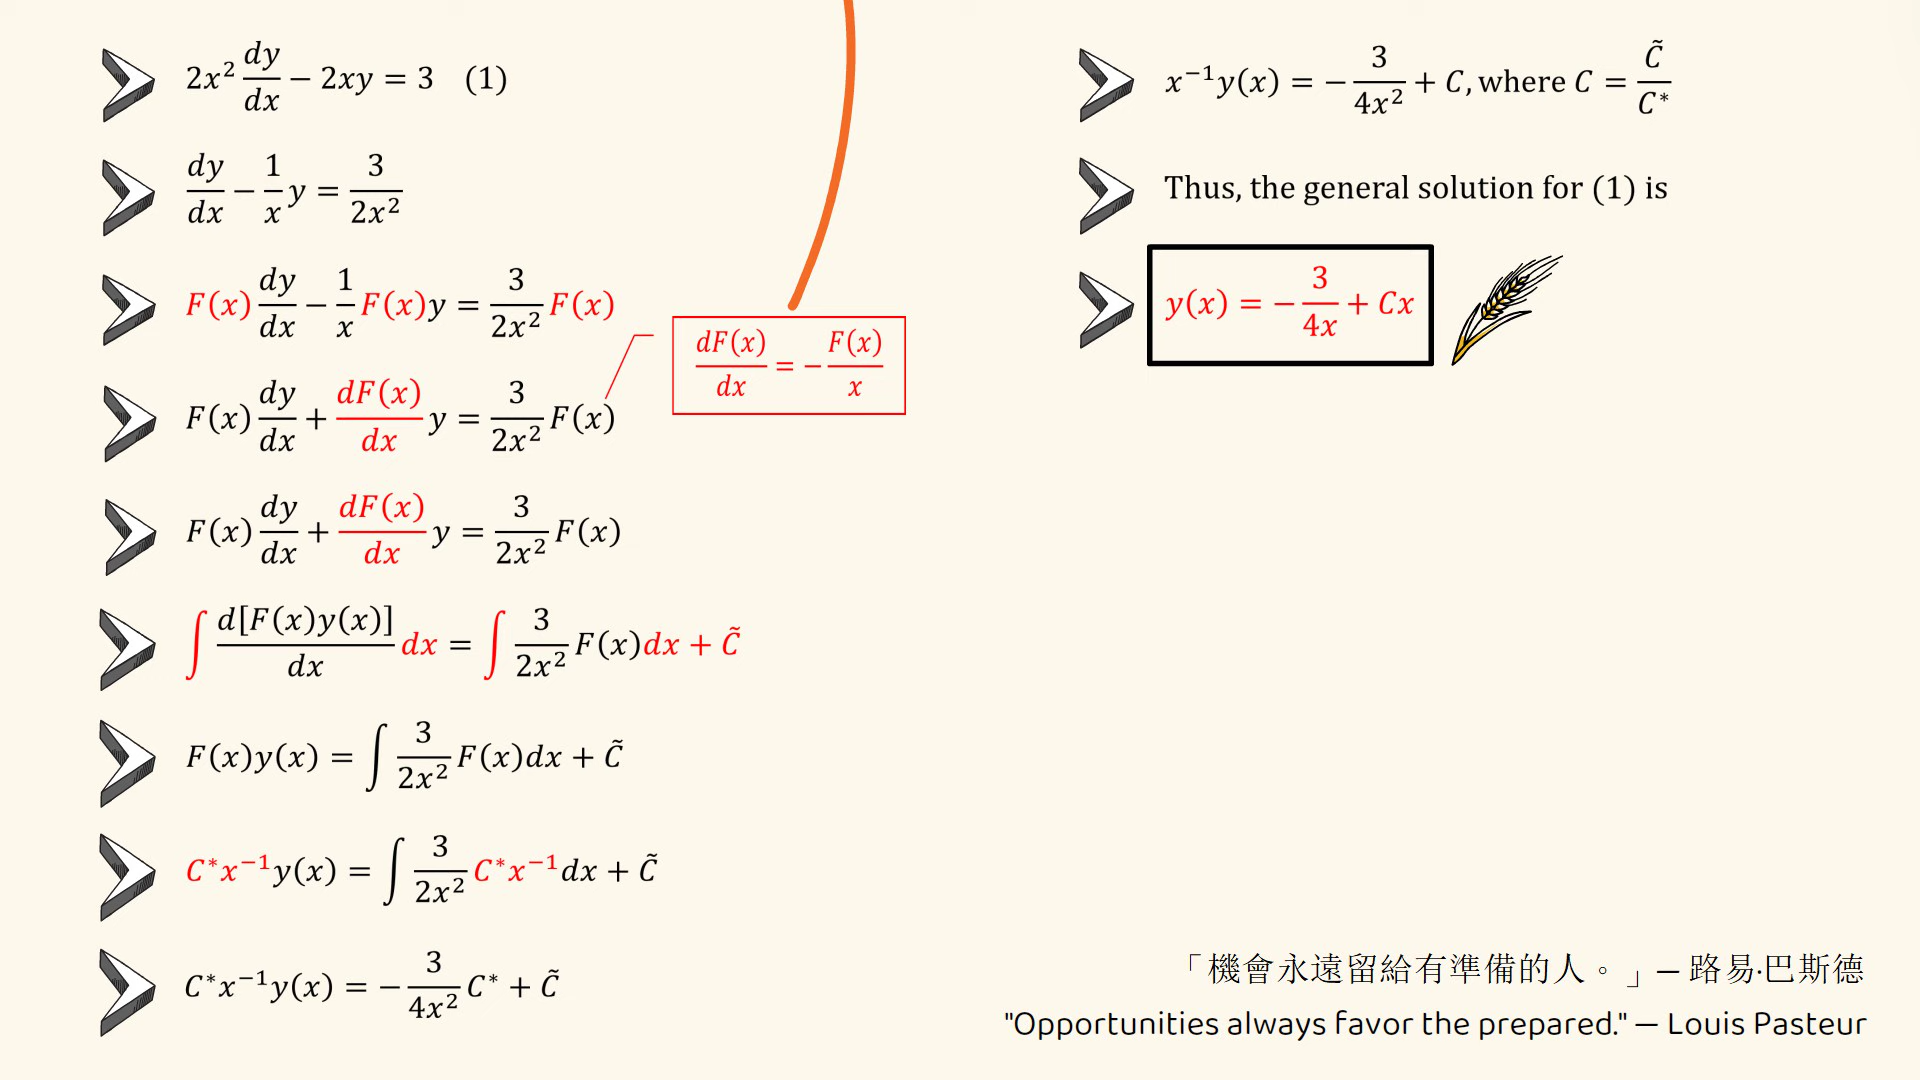 2x² dy/dx − 2xy = 3 (1)
dy/dx − 1/x y = 3/2x²
F(x) dy/dx − 1/x F(x)y = 3/2x² F(x)
dF(x)/dx = − F(x)/x
F(x) dy/dx + dF(x)/dx y = 3/2x² F(x)
F(x) dy/dx + dF(x)/dx y = 3/2x² F(x)
∫ d[F(x)y(x)]/dx dx = ∫ 3/2x² F(x)dx + C̃
F(x)y(x) = ∫ 3/2x² F(x)dx + C̃
C*x⁻¹y(x) = ∫ 3/2x² C*x⁻¹dx + C̃
C*x⁻¹y(x) = − 3/4x² C* + C̃
x⁻¹y(x) = − 3/4x² + C, where C = C̃/C*
Thus, the general solution for (1) is
y(x) = − 3/4x + Cx
「機會永遠留給有準備的人。」— 路易·巴斯德
"Opportunities always favor the prepared." — Louis Pasteur